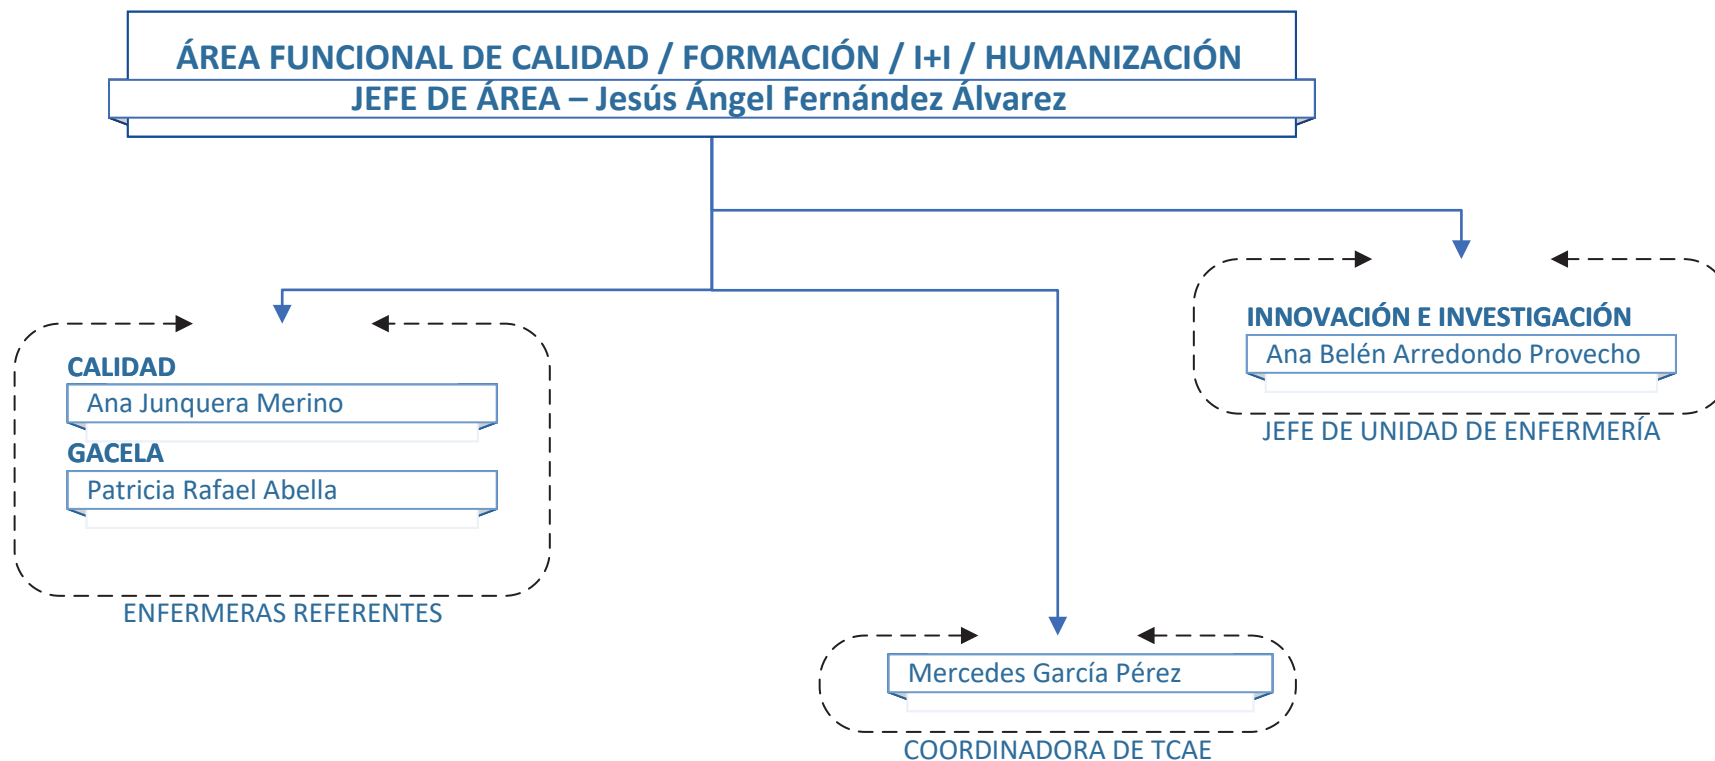 ÁREA FUNCIONAL DE CALIDAD / FORMACIÓN / I+I / HUMANIZACIÓN
JEFE DE ÁREA – Jesús Ángel Fernández Álvarez
INNOVACIÓN E INVESTIGACIÓN
Ana Belén Arredondo Provecho
JEFE DE UNIDAD DE ENFERMERÍA
CALIDAD
Ana Junquera Merino
GACELA
Patricia Rafael Abella
ENFERMERAS REFERENTES
Mercedes García Pérez
COORDINADORA DE TCAE